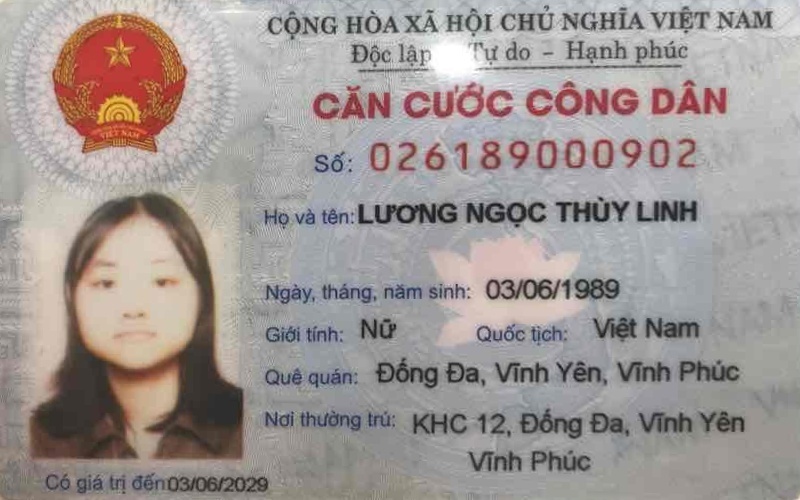 CỘNG HÒA XÃ HỘI CHỦ NGHĨA VIỆT NAM
Độc lập Tự do - Hạnh phúc
CĂN CƯỚC CÔNG DÂN
Số: 026189000902
Họ và tên: LƯƠNG NGỌC THÙY LINH
Ngày, tháng, năm sinh: 03/06/1989
Giới tính: Nữ Quốc tịch: Việt Nam
Quê quán: Đống Đa, Vĩnh Yên, Vĩnh Phúc
Nơi thường trú: KHC 12, Đống Đa, Vĩnh Yên
Vĩnh Phúc
Có giá trị đến 03/06/2029